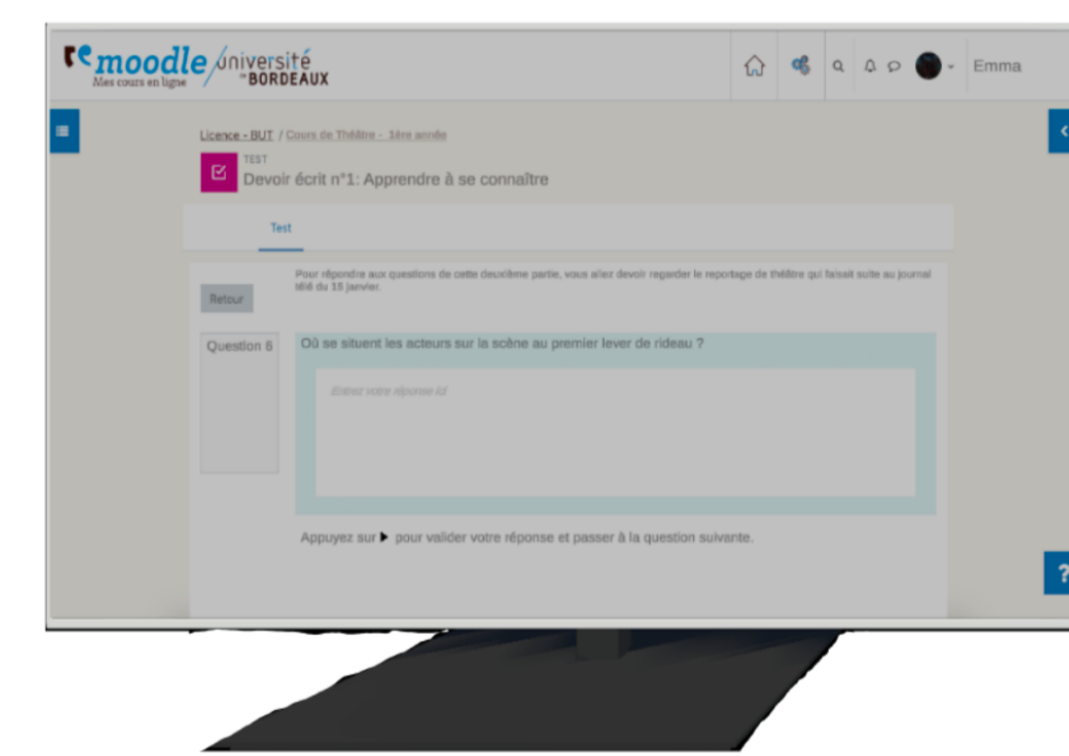 moodle université
Mes cours en ligne de BORDEAUX
Emma
Licence - BUT / Cours de Théâtre - 1ère année
TEST
Devoir écrit n°1: Apprendre à se connaître
Test
Pour répondre aux questions de cette deuxième partie, vous allez devoir regarder le reportage de théâtre qui faisait suite au journal
télé du 15 janvier.
Retour
Question 6
Où se situent les acteurs sur la scène au premier lever de rideau ?
Entrez votre réponse ici
Appuyez sur pour valider votre réponse et passer à la question suivante.
?